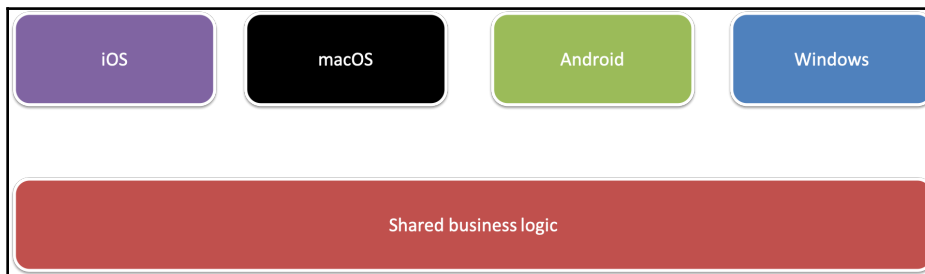 iOS
macOS
Android
Windows
Shared business logic